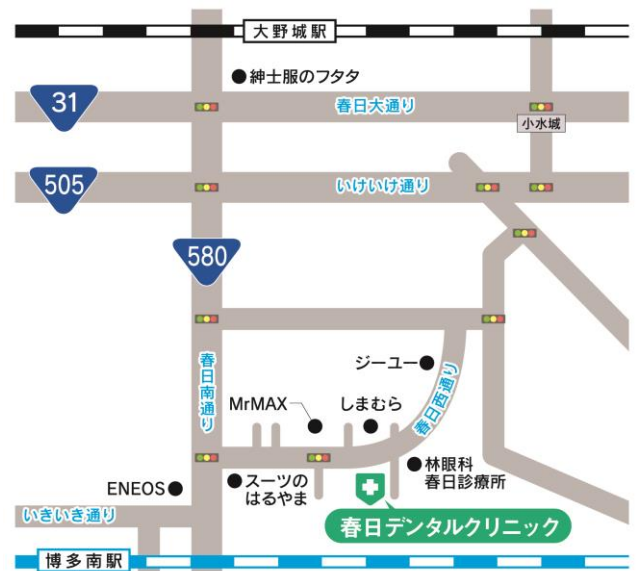 大野城駅
紳士服のフタタ
31
春日大通り
小水城
505
いけいけ通り
580
春日南通り
ジーユー
春日西通り
MrMAX
しまむら
林眼科
春日診療所
スーツの
はるやま
ENEOS
春日デンタルクリニック
いきいき通り
博多南駅